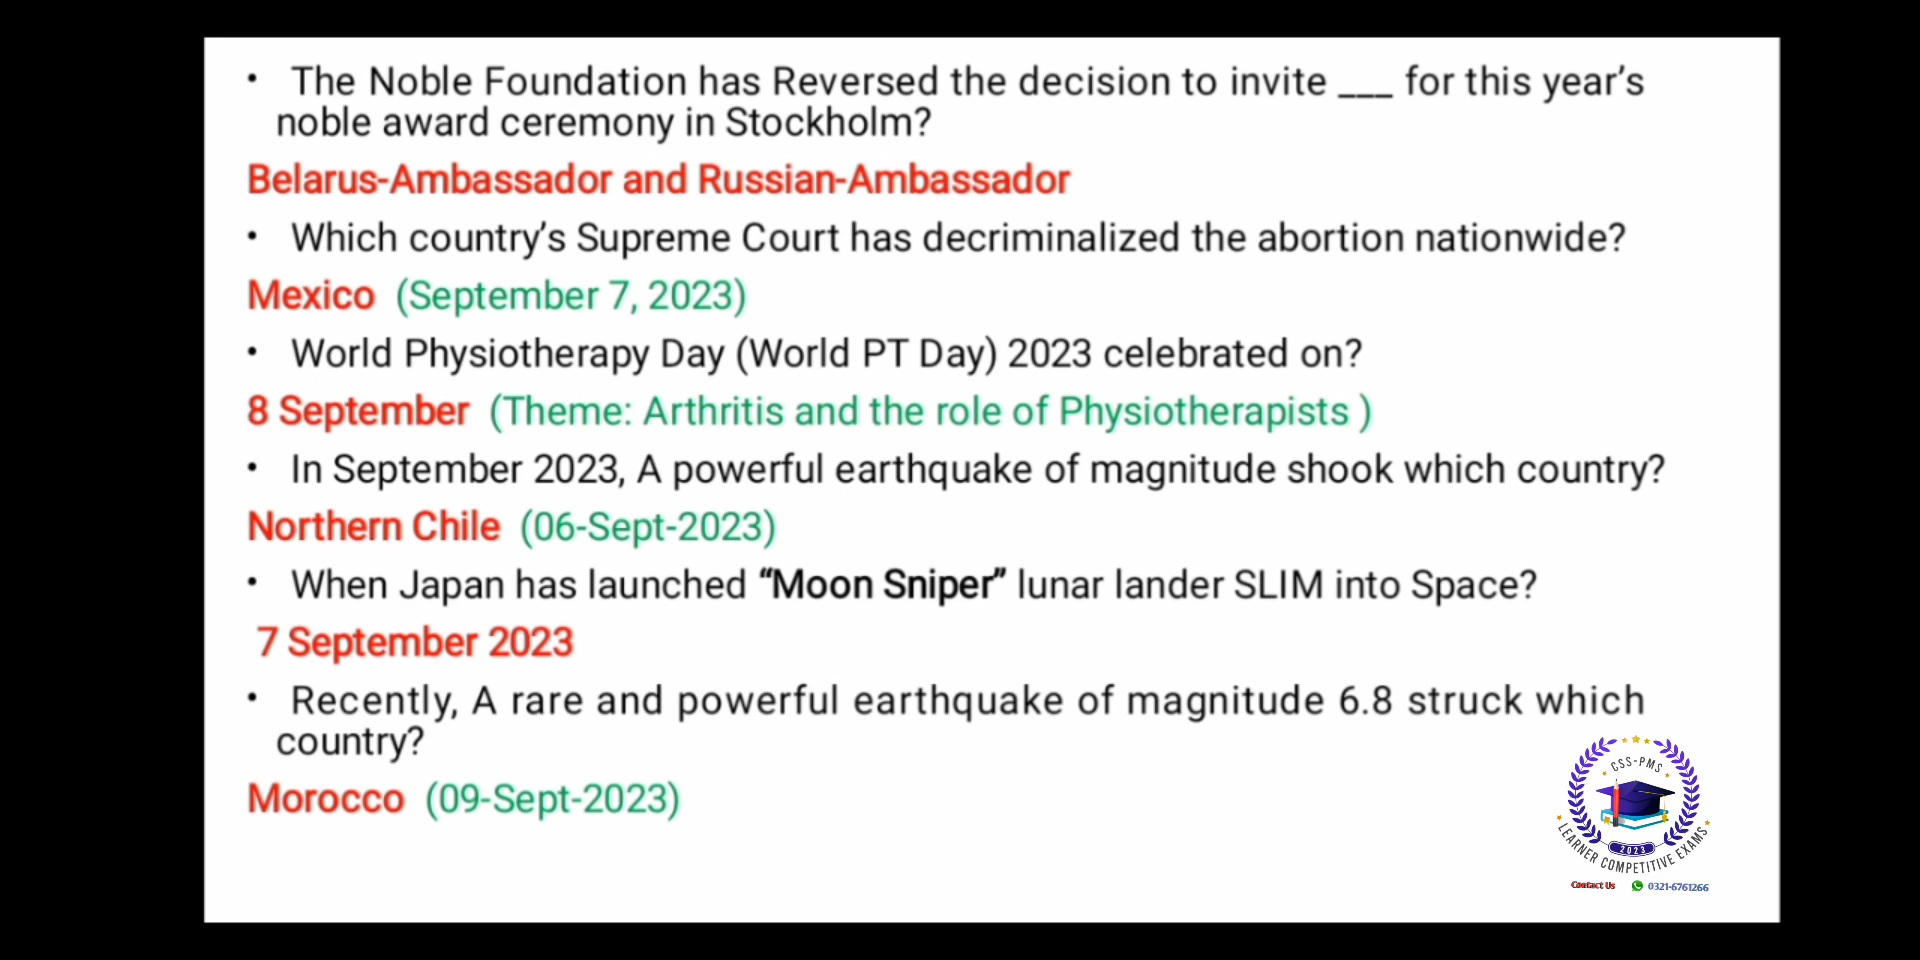 • The Noble Foundation has Reversed the decision to invite ___ for this year’s
noble award ceremony in Stockholm?
Belarus-Ambassador and Russian-Ambassador
• Which country’s Supreme Court has decriminalized the abortion nationwide?
Mexico (September 7, 2023)
• World Physiotherapy Day (World PT Day) 2023 celebrated on?
8 September (Theme: Arthritis and the role of Physiotherapists )
• In September 2023, A powerful earthquake of magnitude shook which country?
Northern Chile (06-Sept-2023)
• When Japan has launched “Moon Sniper” lunar lander SLIM into Space?
7 September 2023
• Recently, A rare and powerful earthquake of magnitude 6.8 struck which
country?
Morocco (09-Sept-2023)
CSS-PMS
2023
LEARNER COMPETITIVE EXAMS
Contact Us 0321-6761266